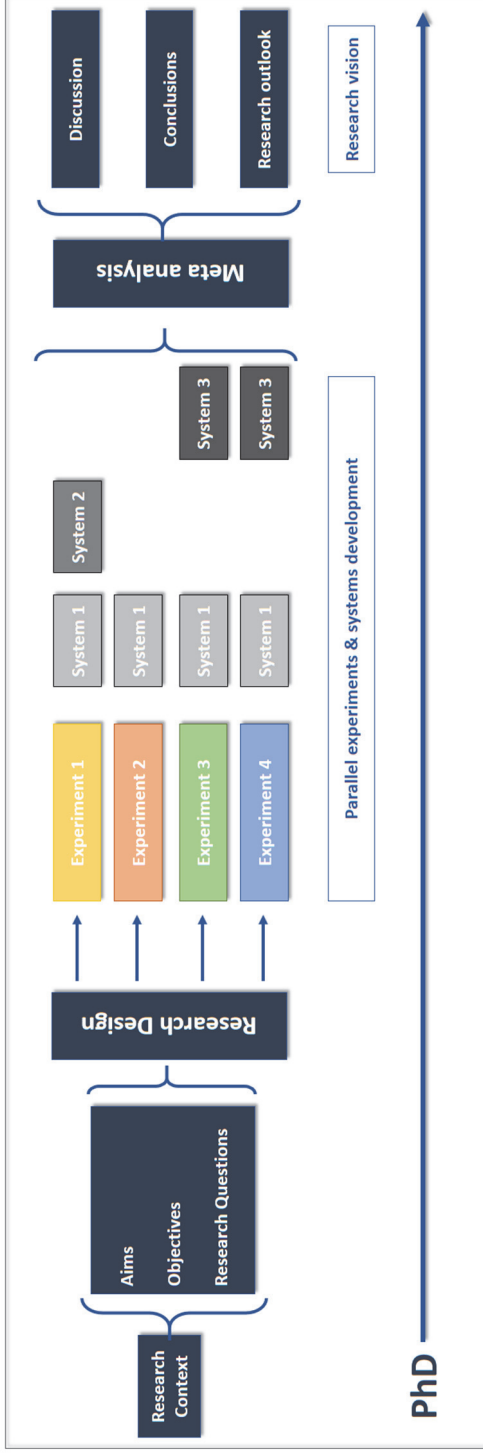 Research
Context
Aims
Objectives
Research Questions
Research Design
Experiment 1
System 1
System 2
Experiment 2
System 1
Experiment 3
System 1
System 3
Experiment 4
System 1
System 3
Meta analysis
Discussion
Conclusions
Research outlook
Parallel experiments & systems development
Research vision
PhD